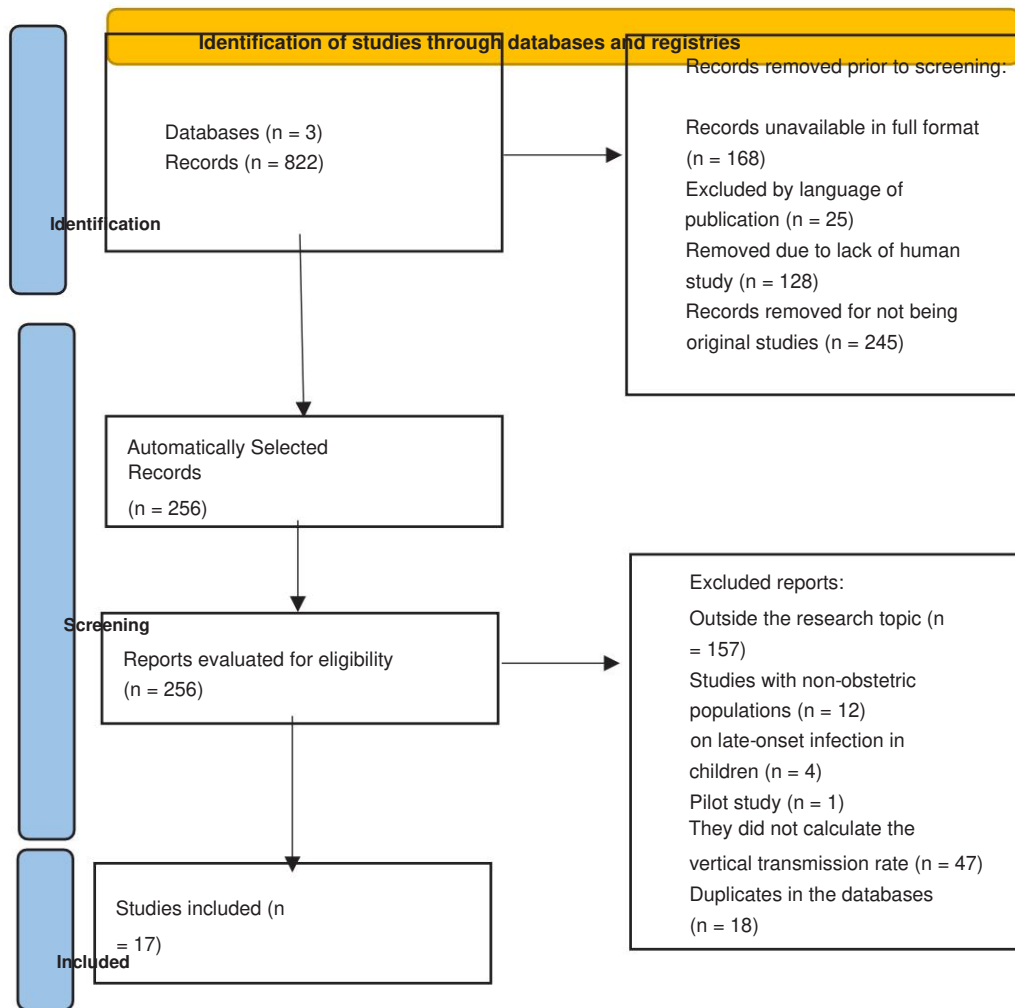 Identification of studies through databases and registries
Identification
Databases (n = 3)
Records (n = 822)
Records removed prior to screening:
Records unavailable in full format
(n = 168)
Excluded by language of
publication (n = 25)
Removed due to lack of human
study (n = 128)
Records removed for not being
original studies (n = 245)
Screening
Automatically Selected
Records
(n = 256)
Reports evaluated for eligibility
(n = 256)
Excluded reports:
Outside the research topic (n
= 157)
Studies with non-obstetric
populations (n = 12)
on late-onset infection in
children (n = 4)
Pilot study (n = 1)
They did not calculate the
vertical transmission rate (n = 47)
Duplicates in the databases
(n = 18)
Included
Studies included (n
= 17)